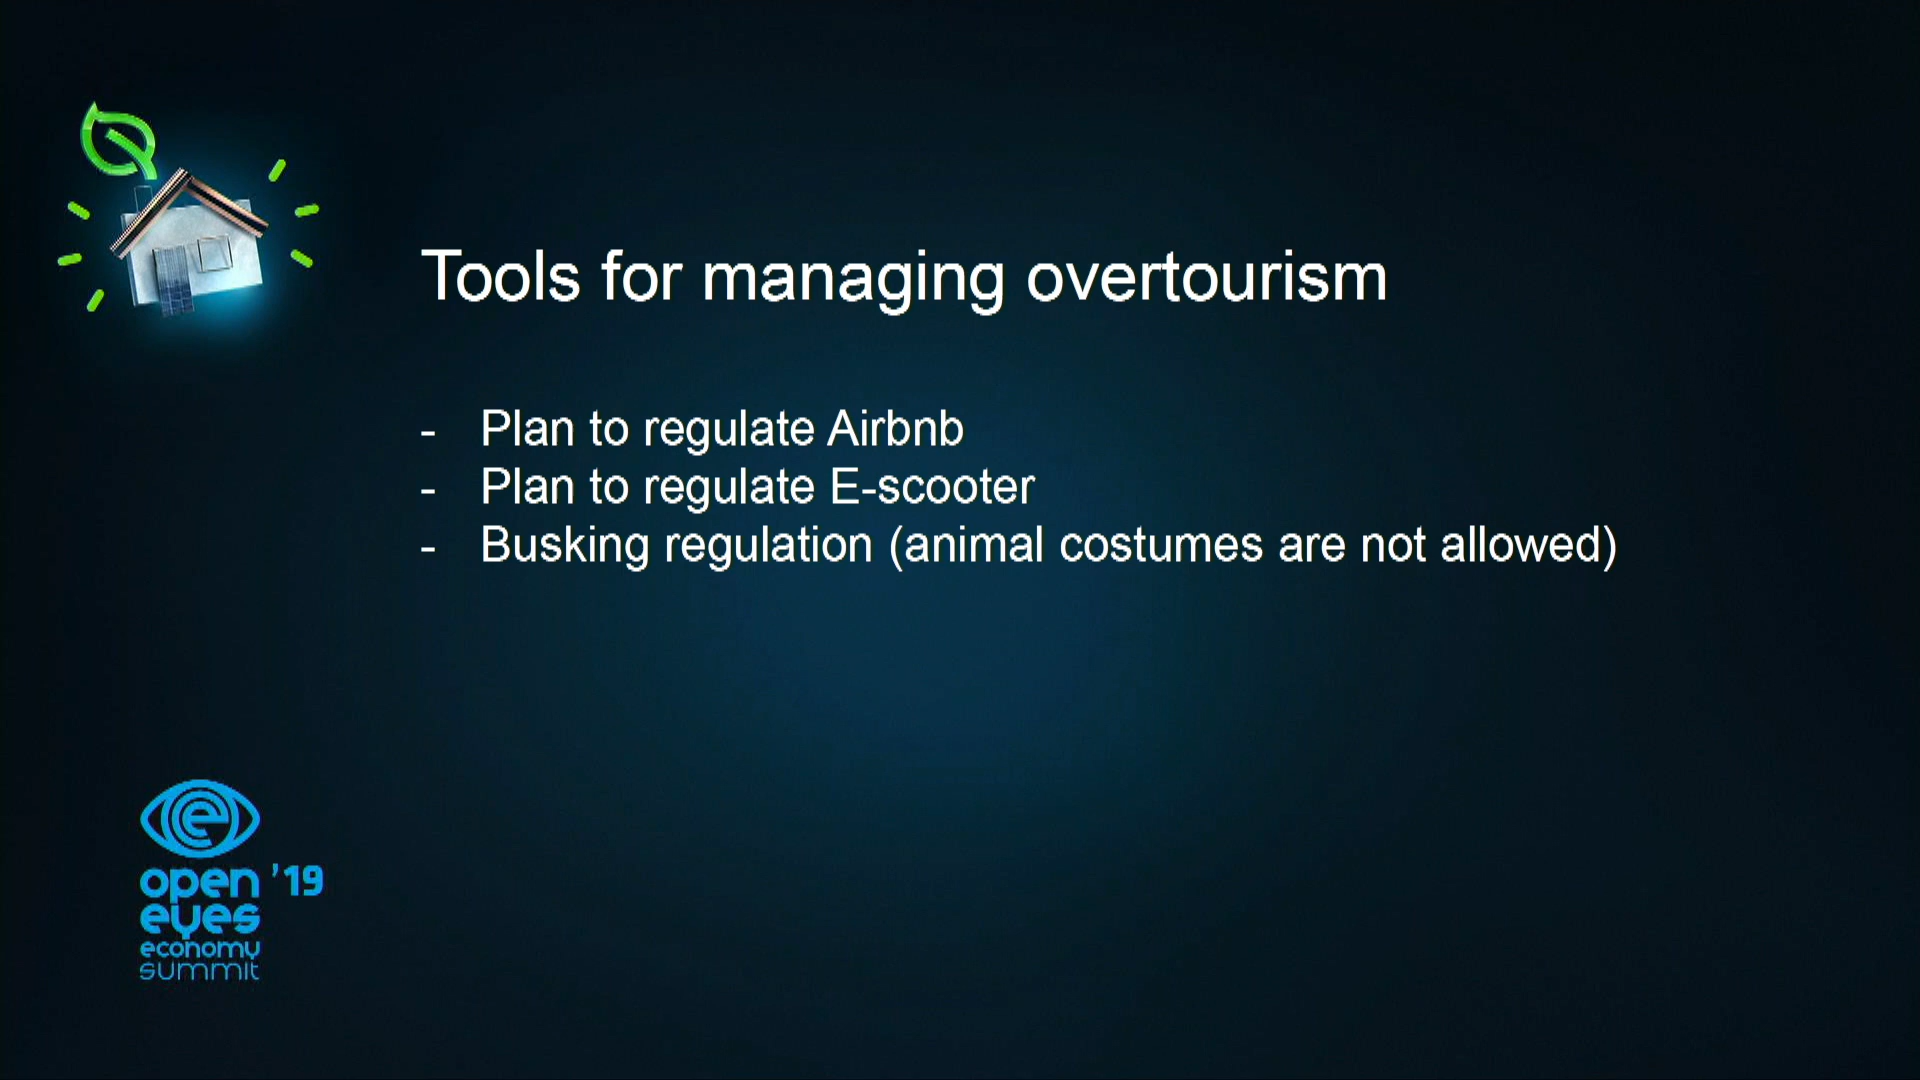 Tools for managing overtourism
- Plan to regulate Airbnb
- Plan to regulate E-scooter
- Busking regulation (animal costumes are not allowed)
open '19
eyes
economy
summit